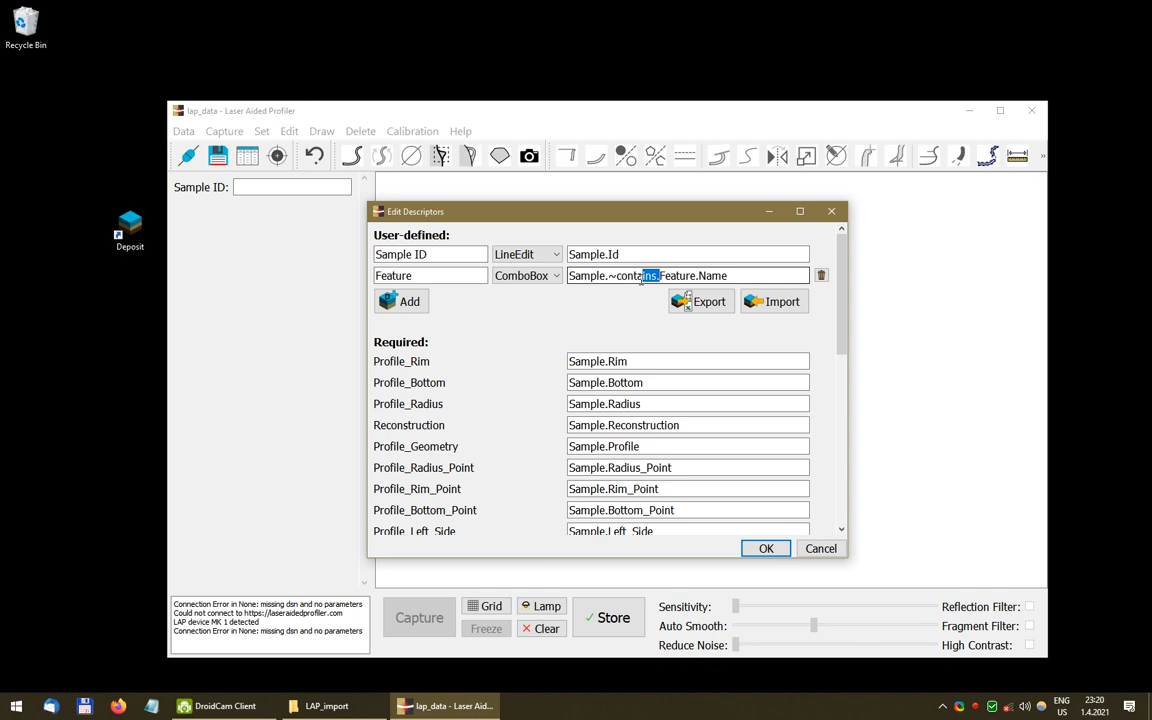 Recycle Bin
Deposit
lap_data - Laser Aided Profiler
Data Capture Set Edit Draw Delete Calibration Help
»
Sample ID:
Edit Descriptors
User-defined:
Sample ID LineEdit Sample.Id
Feature ComboBox Sample.~contains.Feature.Name
Add Export Import
Required:
Profile_Rim Sample.Rim
Profile_Bottom Sample.Bottom
Profile_Radius Sample.Radius
Reconstruction Sample.Reconstruction
Profile_Geometry Sample.Profile
Profile_Radius_Point Sample.Radius_Point
Profile_Rim_Point Sample.Rim_Point
Profile_Bottom_Point Sample.Bottom_Point
Profile_Left_Side Sample.Left_Side
OK Cancel
Connection Error in None: missing dsn and no parameters
Could not connect to https://laseraidedprofiler.com
LAP device MK 1 detected
Connection Error in None: missing dsn and no parameters
Capture Grid Lamp Store
Freeze Clear
Sensitivity: Reflection Filter:
Auto Smooth: Fragment Filter:
Reduce Noise: High Contrast:
DroidCam Client LAP_import lap_data - Laser Aid...
ENG 23:20
US 1.4.2021